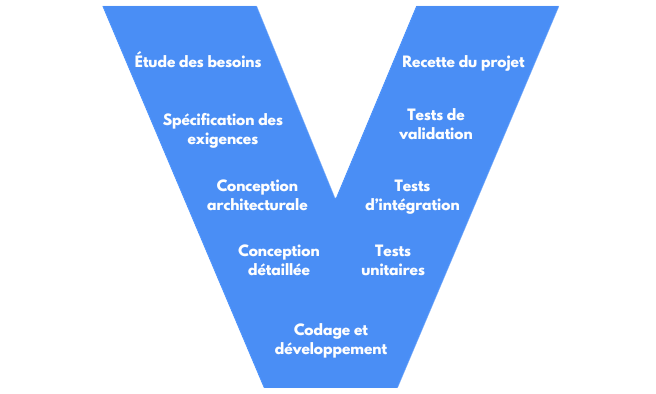 Étude des besoins
Spécification des
exigences
Conception
architecturale
Conception
détaillée
Codage et
développement
Tests
unitaires
Tests
d’intégration
Tests de
validation
Recette du projet